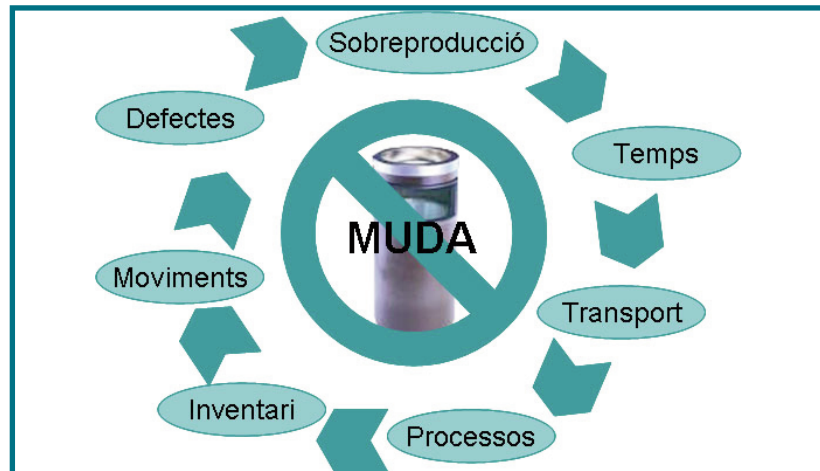 Sobreproducció
Temps
Transport
Processos
Inventari
Moviments
Defectes
MUDA